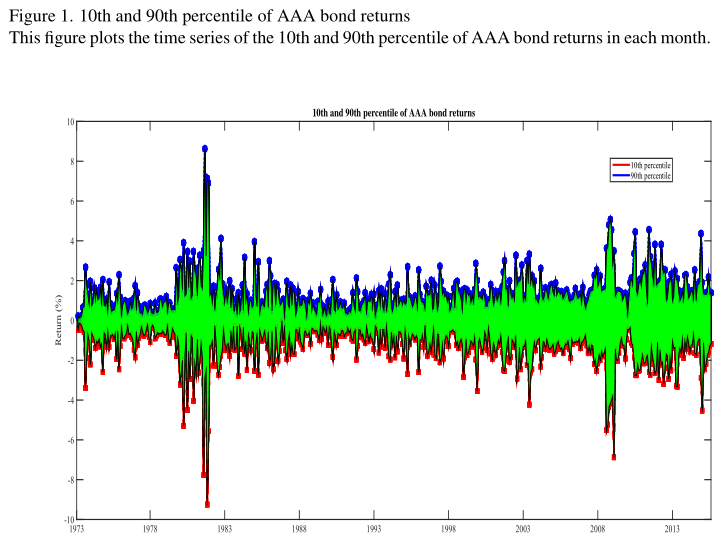 Figure 1. 10th and 90th percentile of AAA bond returns
This figure plots the time series of the 10th and 90th percentile of AAA bond returns in each month.
10th and 90th percentile of AAA bond returns
10
8
6
4
2
0
-2
-4
-6
-8
-10
Return (%)
10th percentile
90th percentile
1973 1978 1983 1988 1993 1998 2003 2008 2013